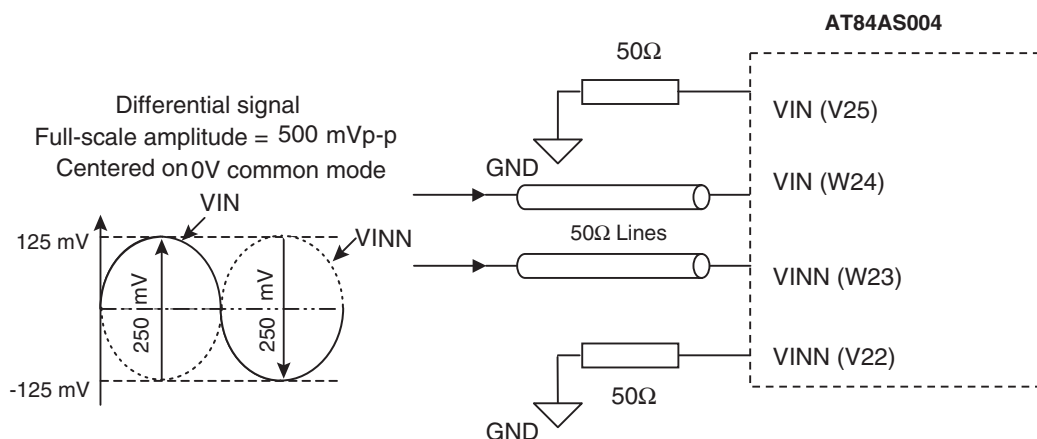 AT84AS004
50Ω
Differential signal
Full-scale amplitude = 500 mVp-p
Centered on 0V common mode
VIN (V25)
GND
VIN (W24)
VIN
125 mV
VINN
50Ω Lines
250 mV
250 mV
VINN (W23)
-125 mV
VINN (V22)
50Ω
GND